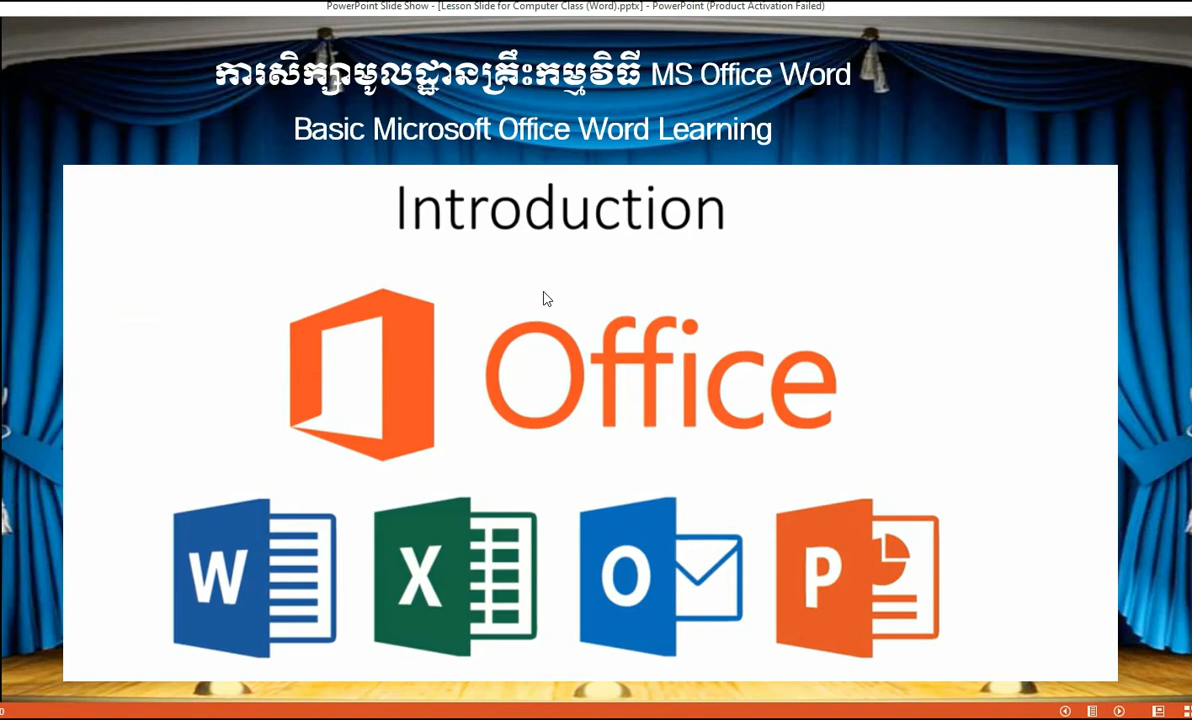 PowerPoint Slide Show - [Lesson Slide for Computer Class (Word).pptx] - PowerPoint (Product Activation Failed)
ការសិក្សាមូលដ្ឋានគ្រឹះកម្មវិធី MS Office Word
Basic Microsoft Office Word Learning
Introduction
Office
W X O P